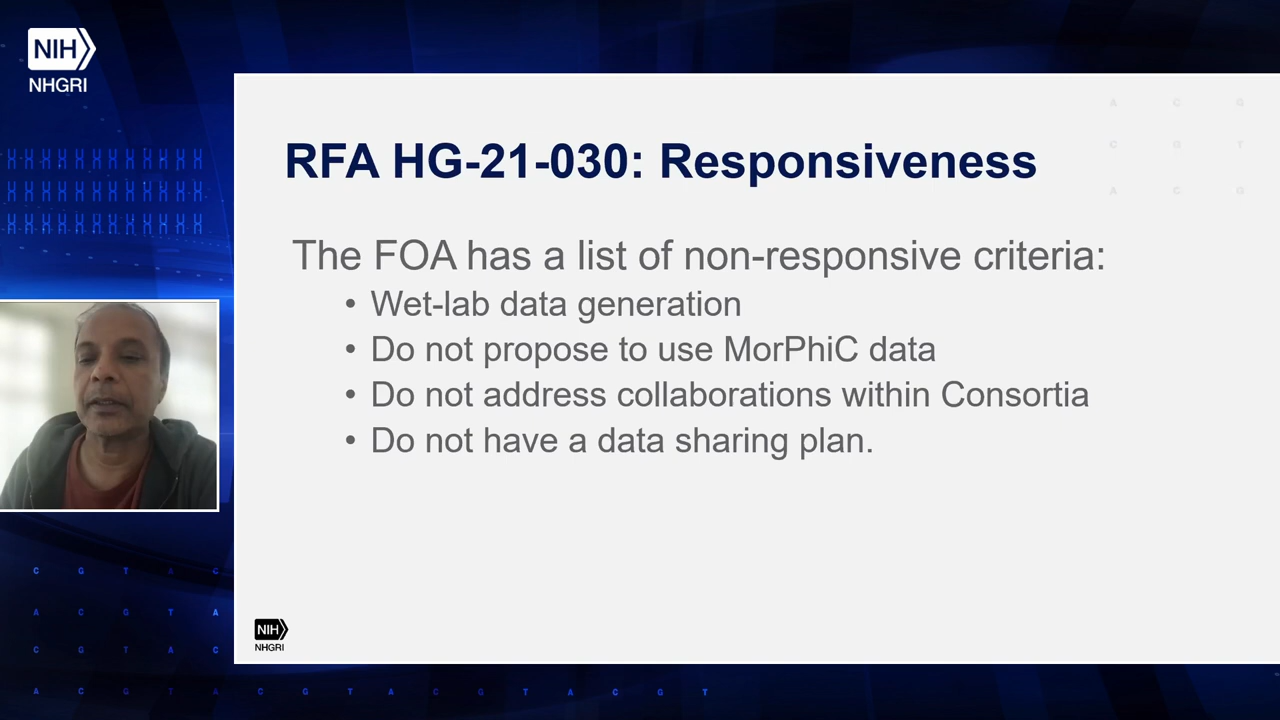 NIH
NHGRI
A C G
RFA HG-21-030: Responsiveness
C G T
A C G
The FOA has a list of non-responsive criteria:
• Wet-lab data generation
• Do not propose to use MorPhiC data
• Do not address collaborations within Consortia
• Do not have a data sharing plan.
C G T A C
A C G T A
NIH
NHGRI
C G T A C
A C G T A C G T A C G T A C G T